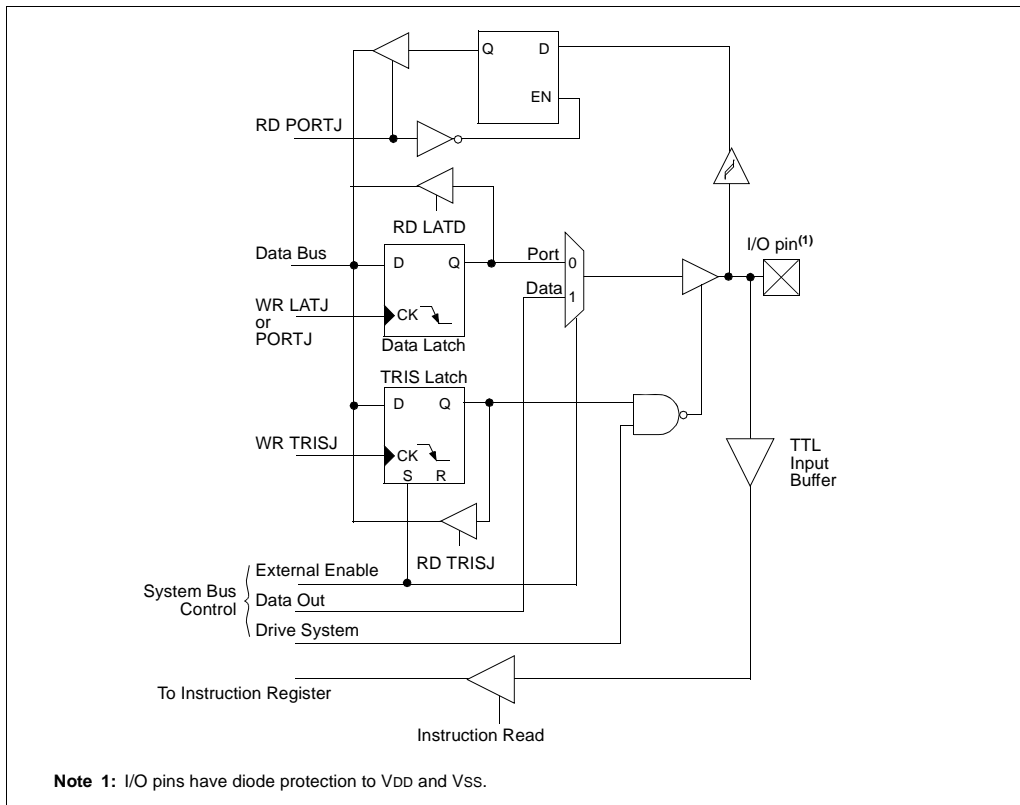 Q D
EN
RD PORTJ
RD LATD
I/O pin(1)
Data Bus
D Q
Port 0
Data 1
WR LATJ
or
PORTJ
CK
Data Latch
TRIS Latch
D Q
WR TRISJ
CK
S R
TTL
Input
Buffer
RD TRISJ
System Bus
Control
External Enable
Data Out
Drive System
To Instruction Register
Instruction Read
Note 1: I/O pins have diode protection to VDD and VSS.